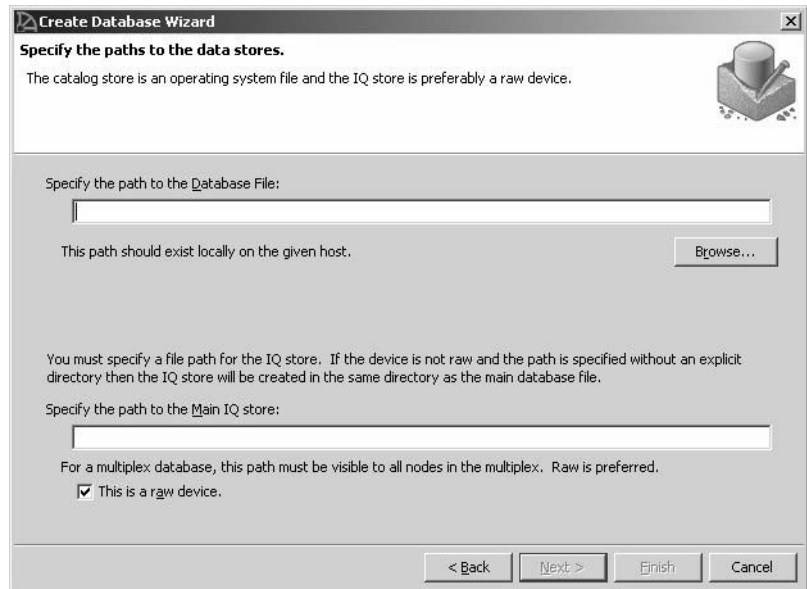 Create Database Wizard
Specify the paths to the data stores.
The catalog store is an operating system file and the IQ store is preferably a raw device.
Specify the path to the Database File:
This path should exist locally on the given host.
Browse...
You must specify a file path for the IQ store. If the device is not raw and the path is specified without an explicit
directory then the IQ store will be created in the same directory as the main database file.
Specify the path to the Main IQ store:
For a multiplex database, this path must be visible to all nodes in the multiplex. Raw is preferred.
This is a raw device.
< Back
Next >
Finish
Cancel